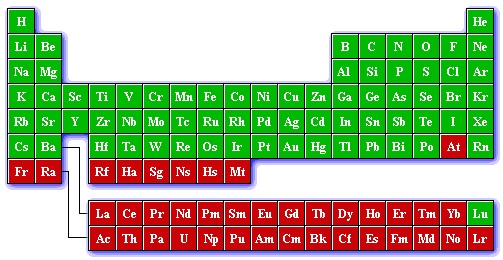 H He
Li Be B C N O F Ne
Na Mg Al Si P S Cl Ar
K Ca Sc Ti V Cr Mn Fe Co Ni Cu Zn Ga Ge As Se Br Kr
Rb Sr Y Zr Nb Mo Tc Ru Rh Pd Ag Cd In Sn Sb Te I Xe
Cs Ba Hf Ta W Re Os Ir Pt Au Hg Tl Pb Bi Po At Rn
Fr Ra Rf Ha Sg Ns Hs Mt
La Ce Pr Nd Pm Sm Eu Gd Tb Dy Ho Er Tm Yb Lu
Ac Th Pa U Np Pu Am Cm Bk Cf Es Fm Md No Lr